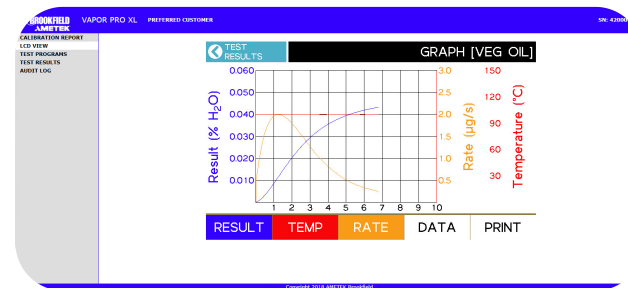 BROOKFIELD
AMETEK
VAPOR PRO XL PREFERRED CUSTOMER SN: 42000
CALIBRATION REPORT
LCD VIEW
TEST PROGRAMS
TEST RESULTS
AUDIT LOG
TEST
RESULTS
GRAPH [VEG OIL]
Result (% H2O)
0.060
0.050
0.040
0.030
0.020
0.010
3.0
2.5
2.0
1.5
1.0
0.5
Rate (µg/s)
150
120
90
60
30
Temperature (°C)
1 2 3 4 5 6 7 8 9 10
RESULT TEMP RATE DATA PRINT
Copyright 2018 AMETEK Brookfield